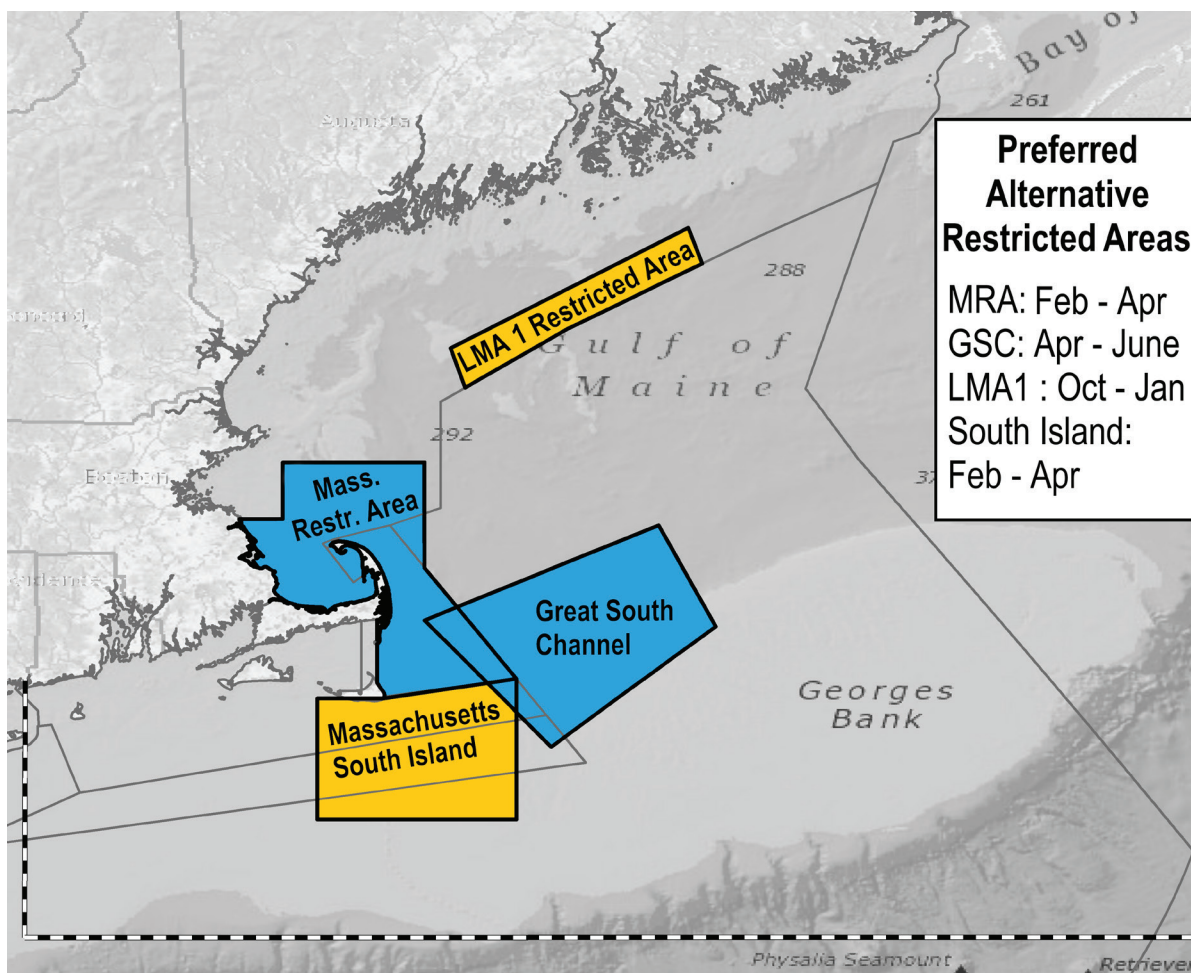 Bay of
261
Augusta
Preferred
Alternative
Restricted Areas
MRA: Feb - Apr
GSC: Apr - June
LMA1 : Oct - Jan
South Island:
Feb - Apr
LMA 1 Restricted Area
288
Gulf of
Maine
292
Boston
Mass.
Restr. Area
Great South
Channel
Georges
Bank
Massachusetts
South Island
Physalia Seamount
Retriever